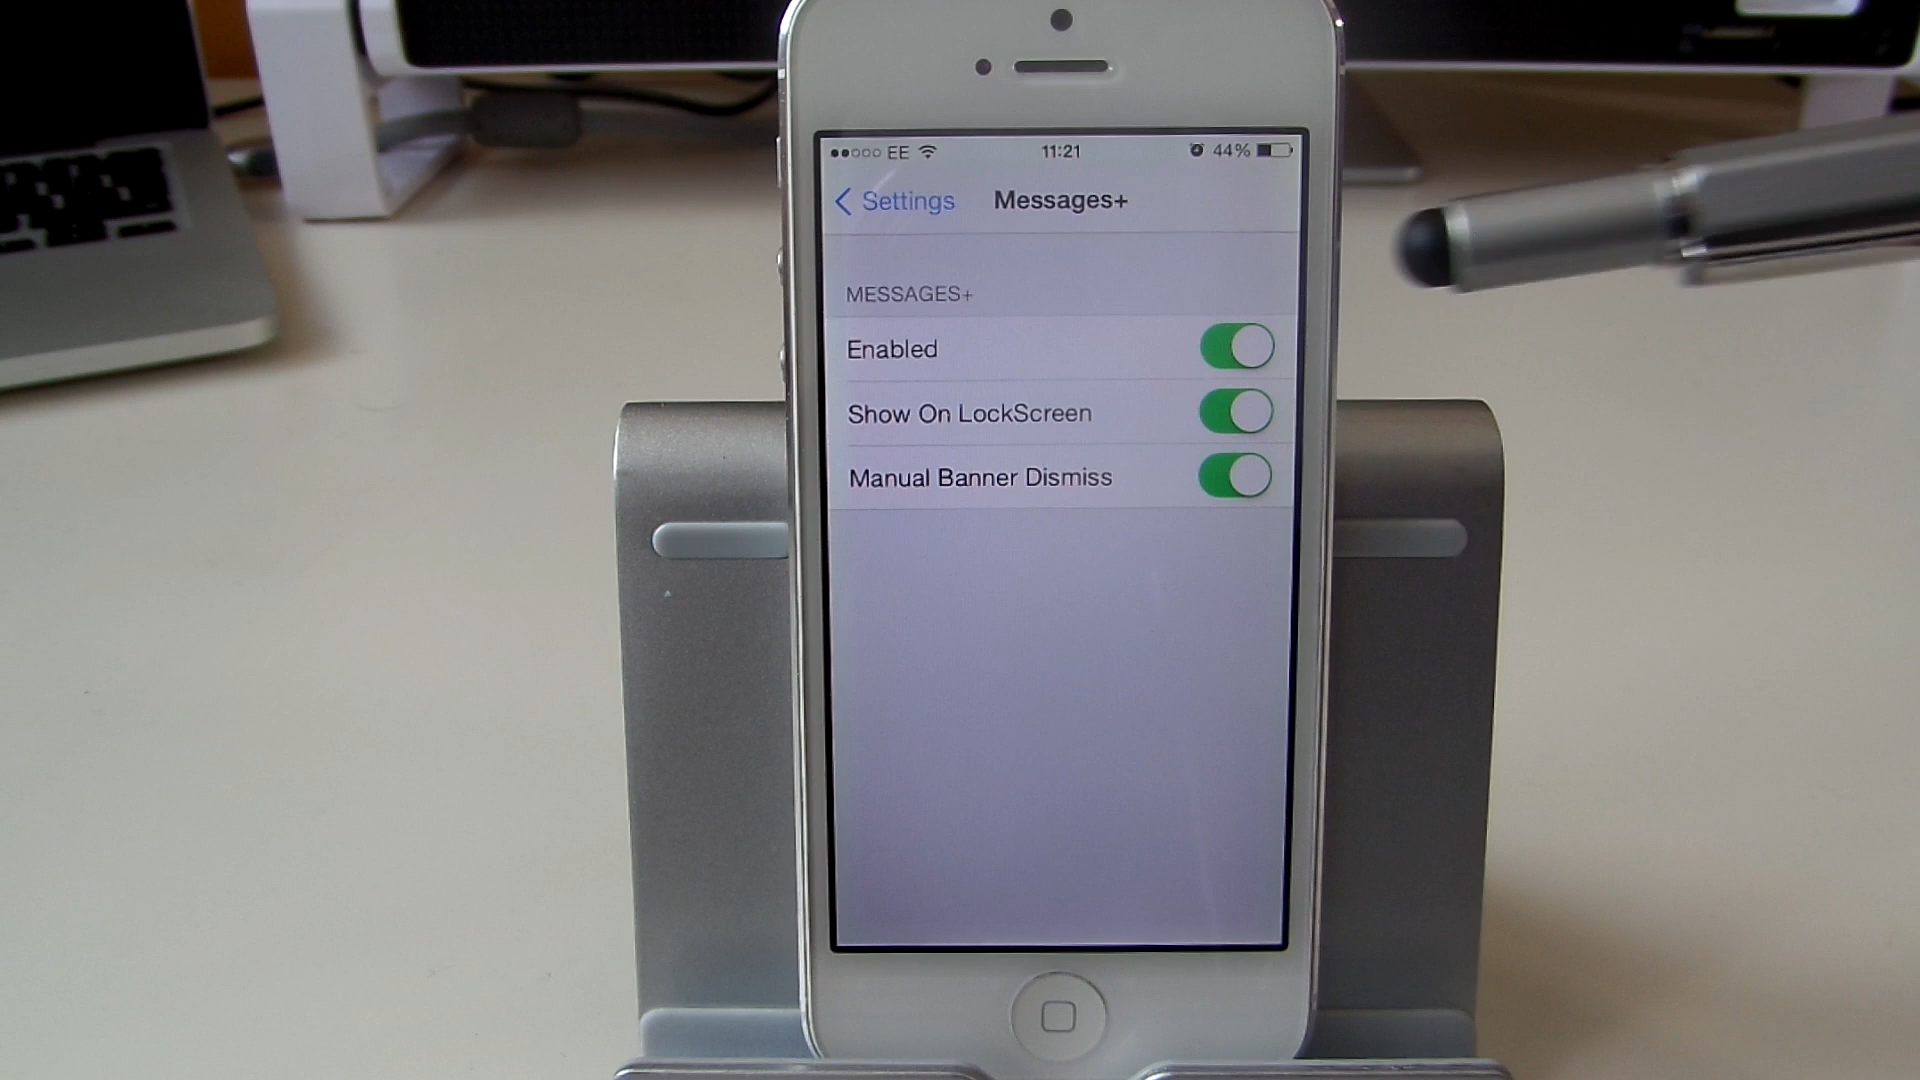 EE 11:21 44%
Settings Messages+
MESSAGES+
Enabled
Show On LockScreen
Manual Banner Dismiss